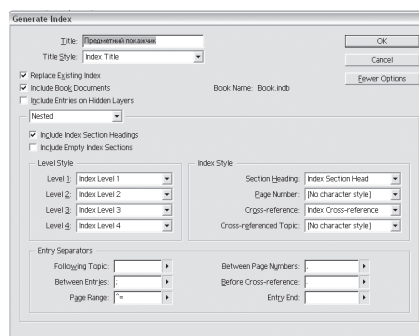 Generate Index
Title: Предметний покажчик OK
Title Style: Index Title Cancel
Replace Existing Index Fewer Options
Include Book Documents Book Name: Book.indb
Include Entries on Hidden Layers
Nested
Include Index Section Headings
Include Empty Index Sections
Level Style Index Style
Level 1: Index Level 1 Section Heading: Index Section Head
Level 2: Index Level 2 Page Number: [No character style]
Level 3: Index Level 3 Cross-reference: Index Cross-reference
Level 4: Index Level 4 Cross-referenced Topic: [No character style]
Entry Separators
Following Topic: Between Page Numbers: ,
Between Entries: ; Before Cross-reference: .
Page Range: ^= Entry End: